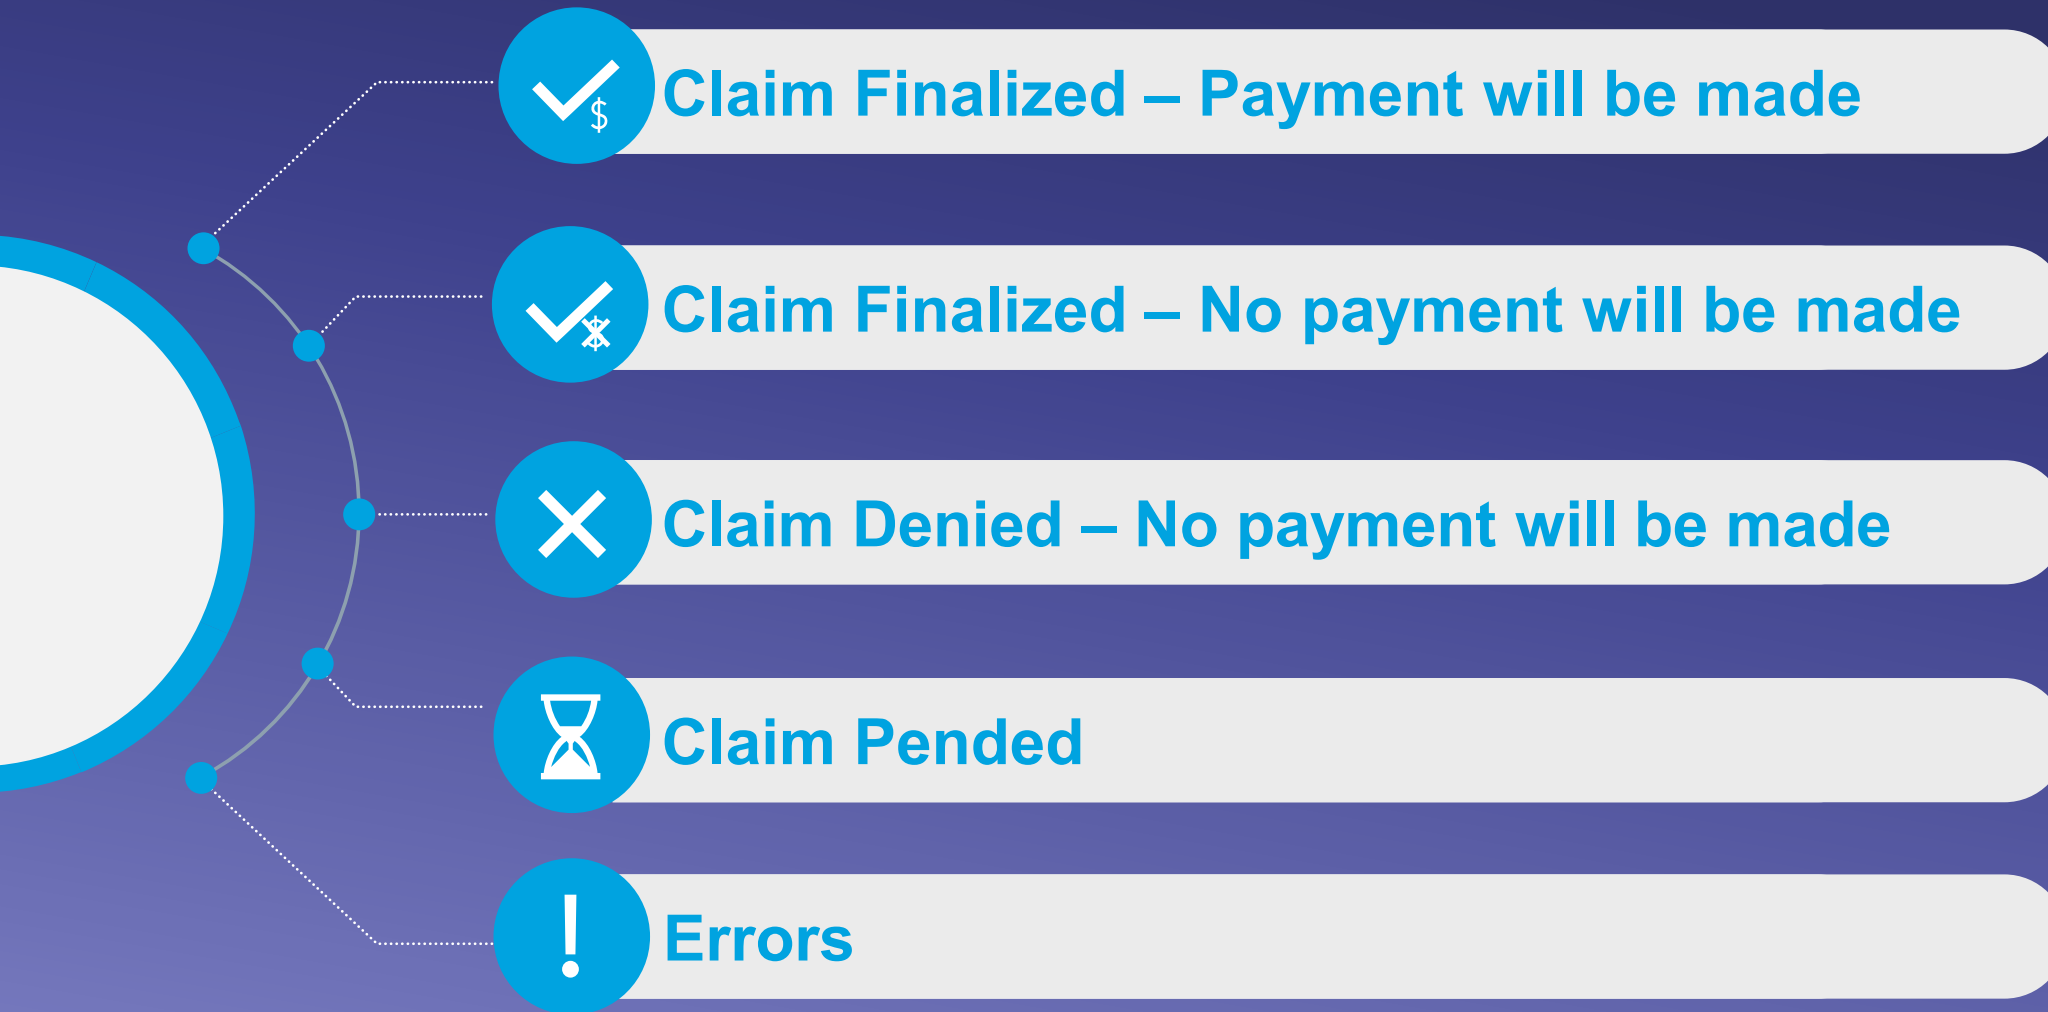 Claim Finalized – Payment will be made
Claim Finalized – No payment will be made
Claim Denied – No payment will be made
Claim Pended
Errors